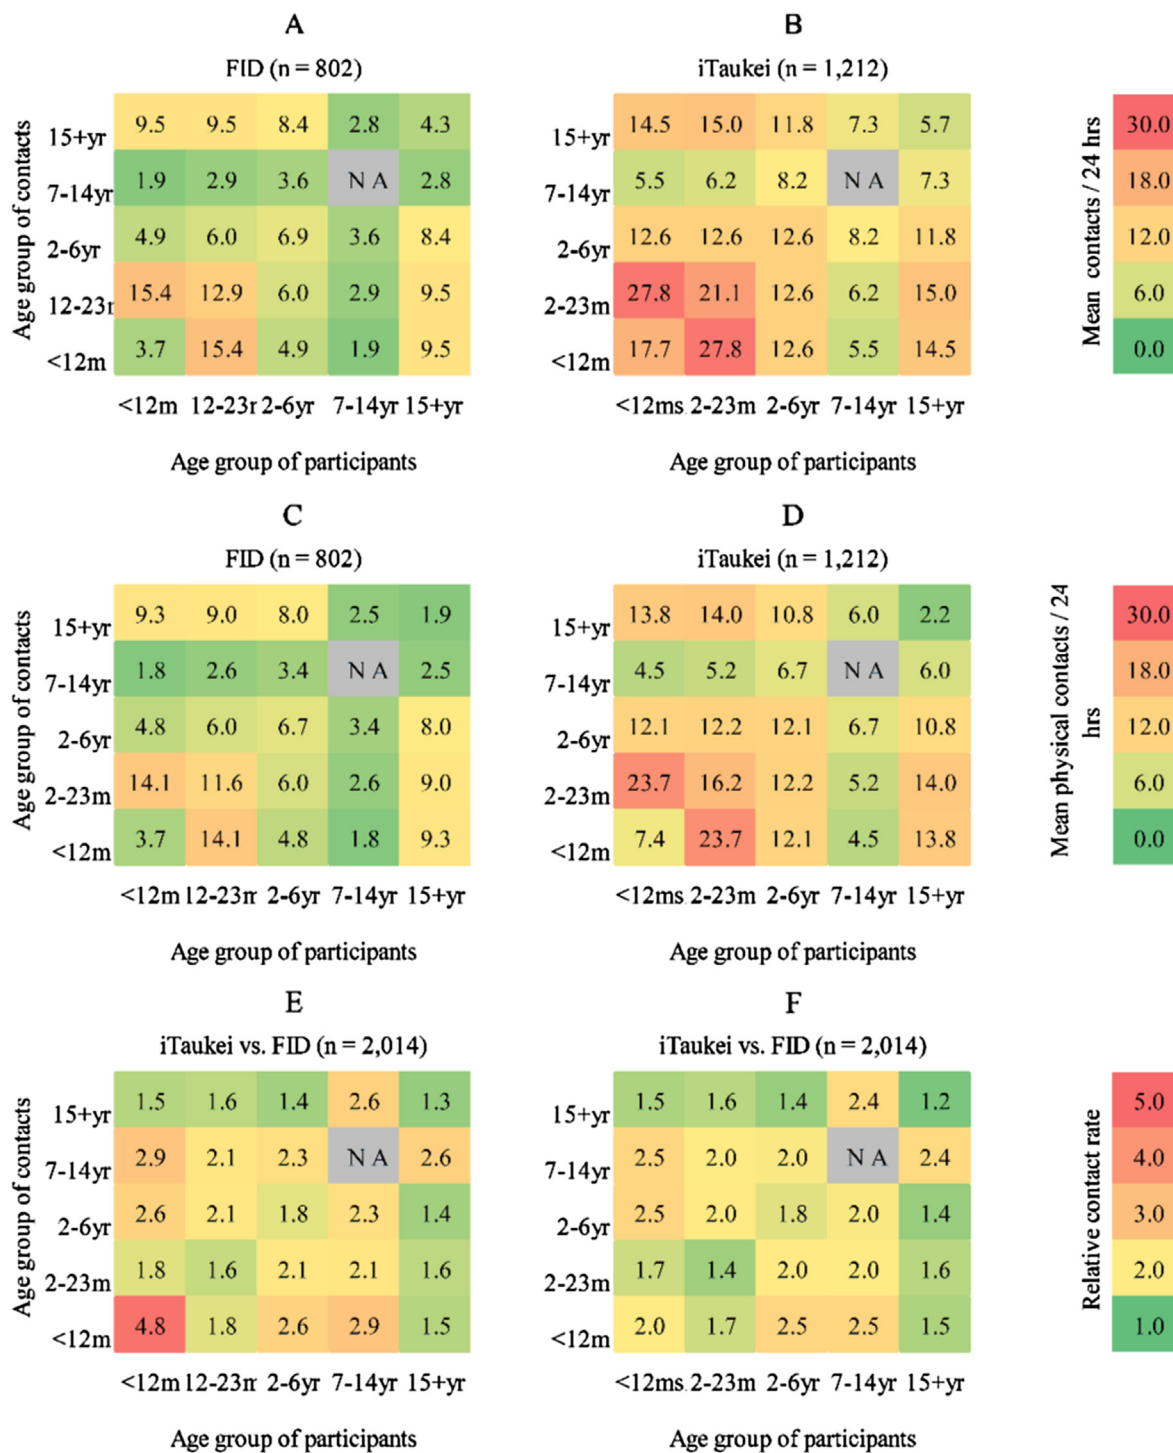 A
FID (n = 802)
Age group of contacts
15+yr 9.5 9.5 8.4 2.8 4.3
7-14yr 1.9 2.9 3.6 N A 2.8
2-6yr 4.9 6.0 6.9 3.6 8.4
12-23r 15.4 12.9 6.0 2.9 9.5
<12m 3.7 15.4 4.9 1.9 9.5
<12m 12-23r 2-6yr 7-14yr 15+yr
Age group of participants
B
iTaukei (n = 1,212)
15+yr 14.5 15.0 11.8 7.3 5.7
7-14yr 5.5 6.2 8.2 N A 7.3
2-6yr 12.6 12.6 12.6 8.2 11.8
2-23m 27.8 21.1 12.6 6.2 15.0
<12m 17.7 27.8 12.6 5.5 14.5
<12ms 2-23m 2-6yr 7-14yr 15+yr
Age group of participants
Mean contacts / 24 hrs
30.0
18.0
12.0
6.0
0.0
C
FID (n = 802)
Age group of contacts
15+yr 9.3 9.0 8.0 2.5 1.9
7-14yr 1.8 2.6 3.4 N A 2.5
2-6yr 4.8 6.0 6.7 3.4 8.0
2-23m 14.1 11.6 6.0 2.6 9.0
<12m 3.7 14.1 4.8 1.8 9.3
<12m 12-23r 2-6yr 7-14yr 15+yr
Age group of participants
D
iTaukei (n = 1,212)
15+yr 13.8 14.0 10.8 6.0 2.2
7-14yr 4.5 5.2 6.7 N A 6.0
2-6yr 12.1 12.2 12.1 6.7 10.8
2-23m 23.7 16.2 12.2 5.2 14.0
<12m 7.4 23.7 12.1 4.5 13.8
<12ms 2-23m 2-6yr 7-14yr 15+yr
Age group of participants
Mean physical contacts / 24
hrs
30.0
18.0
12.0
6.0
0.0
E
iTaukei vs. FID (n = 2,014)
Age group of contacts
15+yr 1.5 1.6 1.4 2.6 1.3
7-14yr 2.9 2.1 2.3 N A 2.6
2-6yr 2.6 2.1 1.8 2.3 1.4
2-23m 1.8 1.6 2.1 2.1 1.6
<12m 4.8 1.8 2.6 2.9 1.5
<12m 12-23r 2-6yr 7-14yr 15+yr
Age group of participants
F
iTaukei vs. FID (n = 2,014)
15+yr 1.5 1.6 1.4 2.4 1.2
7-14yr 2.5 2.0 2.0 N A 2.4
2-6yr 2.5 2.0 1.8 2.0 1.4
2-23m 1.7 1.4 2.0 2.0 1.6
<12m 2.0 1.7 2.5 2.5 1.5
<12ms 2-23m 2-6yr 7-14yr 15+yr
Age group of participants
Relative contact rate
5.0
4.0
3.0
2.0
1.0